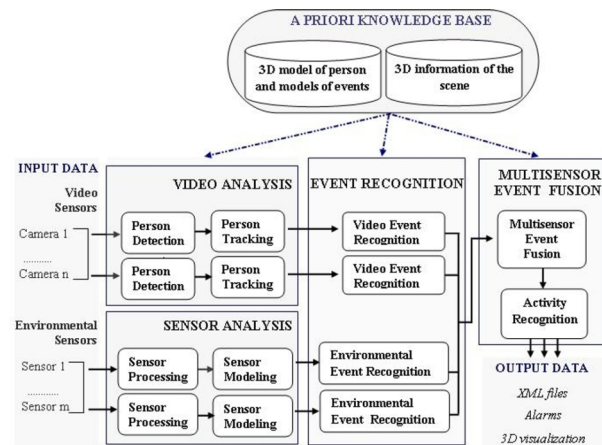 A PRIORI KNOWLEDGE BASE
3D model of person
and models of events
3D information of the
scene
INPUT DATA
Video
Sensors
Camera 1
............
Camera n
VIDEO ANALYSIS
Person
Detection
Person
Tracking
Person
Detection
Person
Tracking
EVENT RECOGNITION
Video Event
Recognition
Video Event
Recognition
MULTISENSOR
EVENT FUSION
Multisensor
Event
Fusion
Activity
Recognition
Environmental
Sensors
Sensor 1
............
Sensor m
SENSOR ANALYSIS
Sensor
Processing
Sensor
Modeling
Sensor
Processing
Sensor
Modeling
Environmental
Event Recognition
Environmental
Event Recognition
OUTPUT DATA
XML files
Alarms
3D visualization